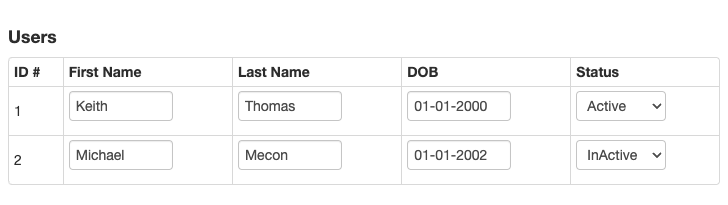 Users
ID # First Name Last Name DOB Status
1 Keith Thomas 01-01-2000 Active
2 Michael Mecon 01-01-2002 InActive